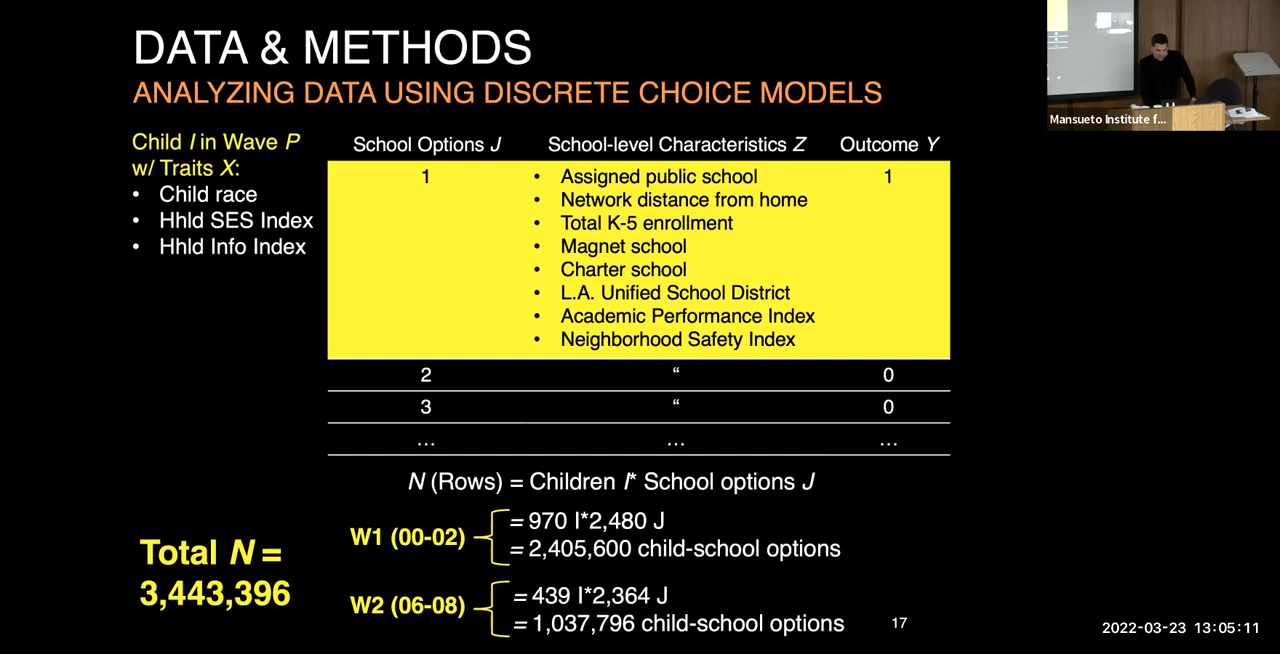 DATA & METHODS
ANALYZING DATA USING DISCRETE CHOICE MODELS
Child I in Wave P
w/ Traits X:
• Child race
• Hhld SES Index
• Hhld Info Index
School Options J School-level Characteristics Z Outcome Y
1 • Assigned public school 1
• Network distance from home
• Total K-5 enrollment
• Magnet school
• Charter school
• L.A. Unified School District
• Academic Performance Index
• Neighborhood Safety Index
2 “ 0
3 “ 0
... ... ...
N (Rows) = Children I* School options J
W1 (00-02)
= 970 I*2,480 J
= 2,405,600 child-school options
Total N =
3,443,396
W2 (06-08)
= 439 I*2,364 J
= 1,037,796 child-school options
17
Mansueto Institute f...
2022-03-23 13:05:11